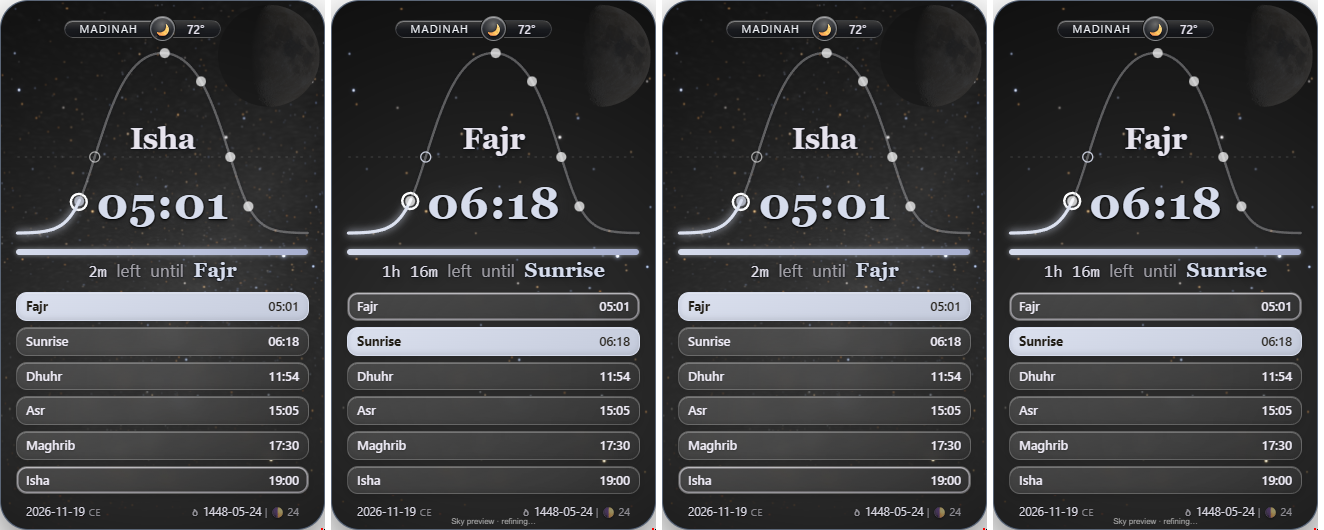 MADINAH 72°
Isha
05:01
2m left until Fajr
Fajr 05:01
Sunrise 06:18
Dhuhr 11:54
Asr 15:05
Maghrib 17:30
Isha 19:00
2026-11-19 CE 1448-05-24 | 24
MADINAH 72°
Fajr
06:18
1h 16m left until Sunrise
Fajr 05:01
Sunrise 06:18
Dhuhr 11:54
Asr 15:05
Maghrib 17:30
Isha 19:00
2026-11-19 CE 1448-05-24 | 24
Sky preview · refining...
MADINAH 72°
Isha
05:01
2m left until Fajr
Fajr 05:01
Sunrise 06:18
Dhuhr 11:54
Asr 15:05
Maghrib 17:30
Isha 19:00
2026-11-19 CE 1448-05-24 | 24
MADINAH 72°
Fajr
06:18
1h 16m left until Sunrise
Fajr 05:01
Sunrise 06:18
Dhuhr 11:54
Asr 15:05
Maghrib 17:30
Isha 19:00
2026-11-19 CE 1448-05-24 | 24
Sky preview · refining...